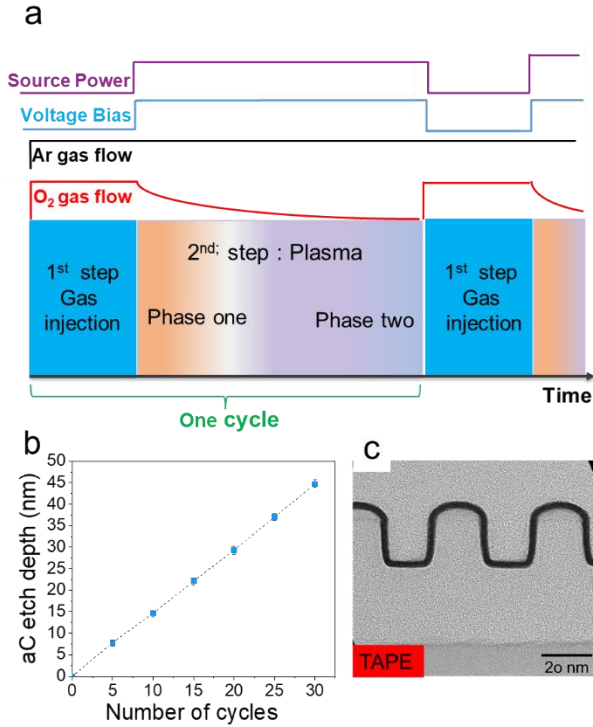 a
Source Power
Voltage Bias
Ar gas flow
O₂ gas flow
1ˢᵗ step
Gas
injection
2ⁿᵈ; step : Plasma
Phase one
Phase two
1ˢᵗ step
Gas
injection
Time
One cycle
b
aC etch depth (nm)
50
45
40
35
30
25
20
15
10
5
0
0 5 10 15 20 25 30
Number of cycles
c
TAPE
2o nm